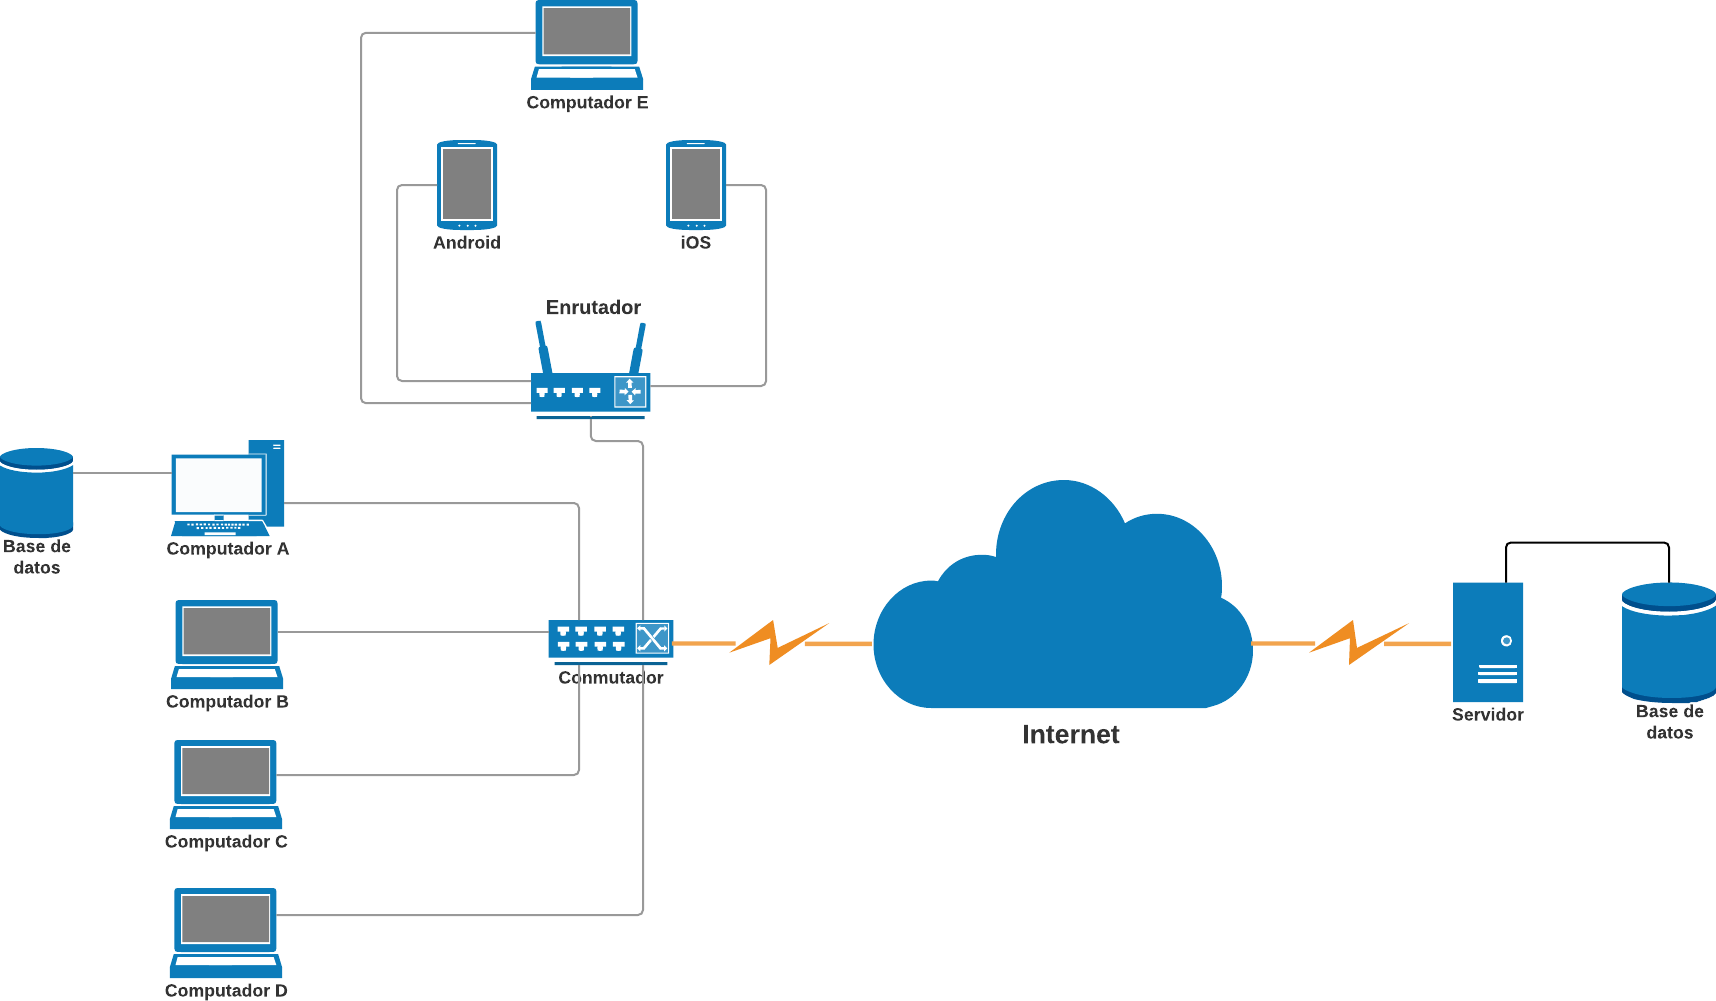 Computador E
Android
iOS
Enrutador
Base de
datos
Computador A
Computador B
Conmutador
Computador C
Computador D
Internet
Servidor
Base de
datos